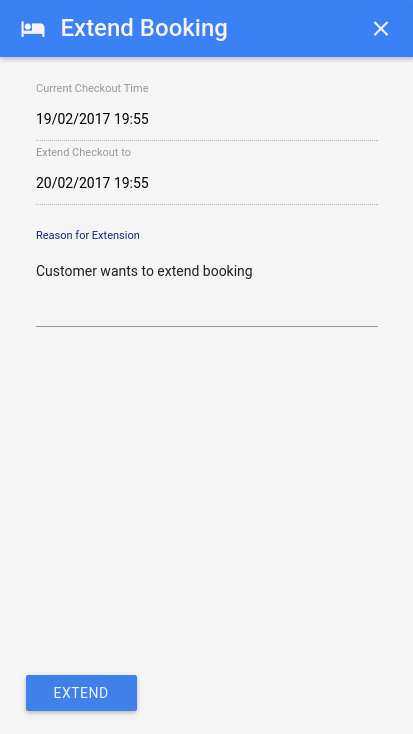 Extend Booking
Current Checkout Time
19/02/2017 19:55
Extend Checkout to
20/02/2017 19:55
Reason for Extension
Customer wants to extend booking
EXTEND